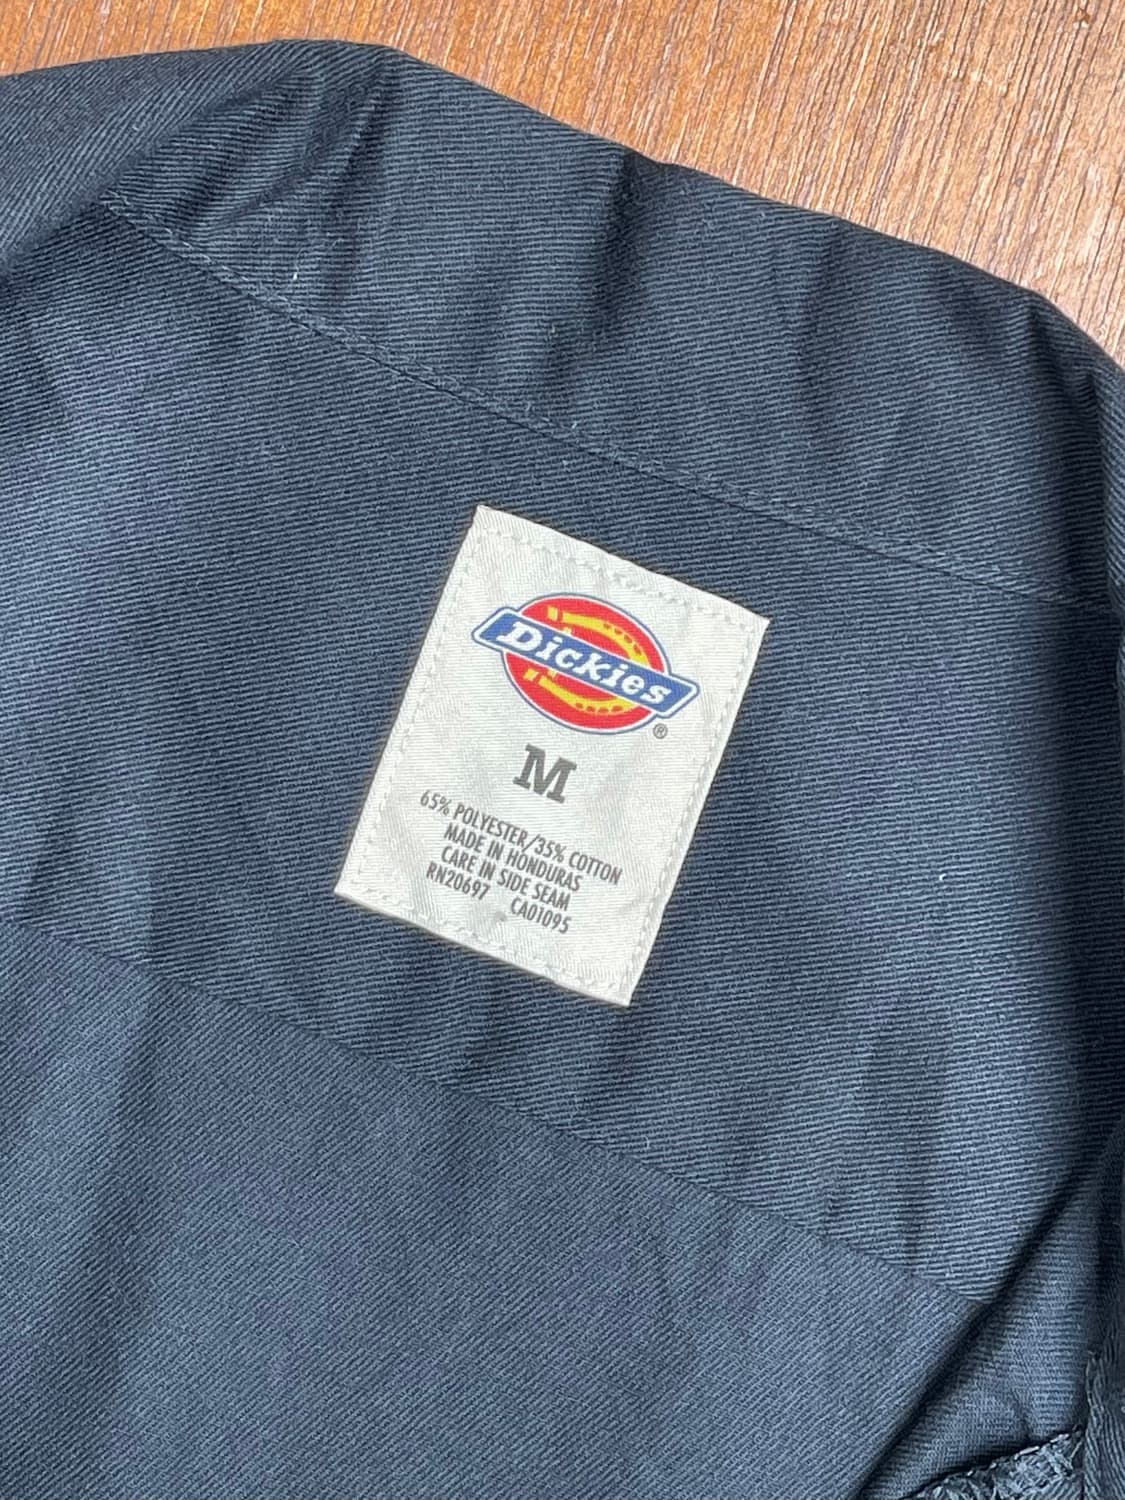 Dickies
®
M
65% POLYESTER/35% COTTON
MADE IN HONDURAS
CARE IN SIDE SEAM
RN20697 CA01095